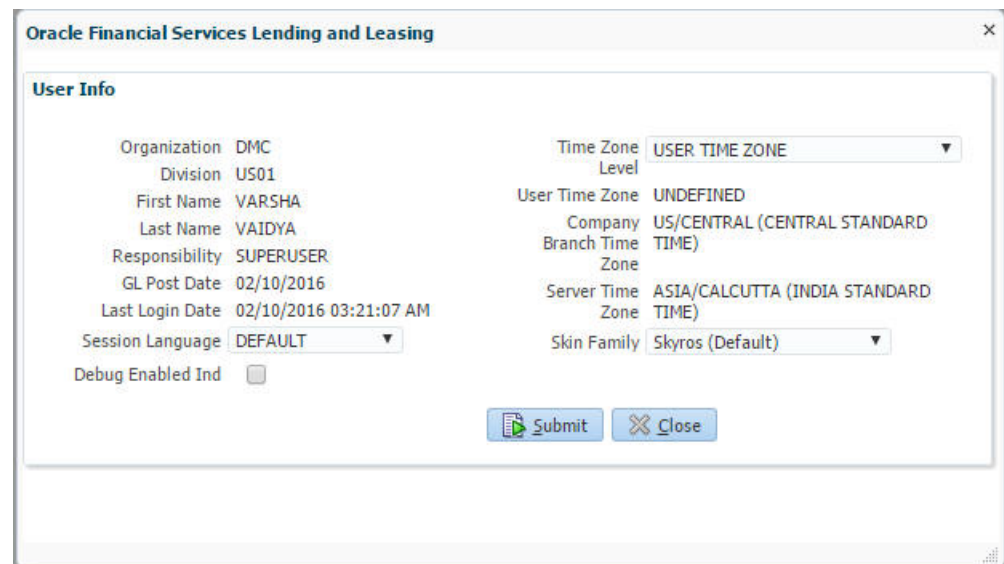 Oracle Financial Services Lending and Leasing
User Info
Organization DMC
Division US01
First Name VARSHA
Last Name VAIDYA
Responsibility SUPERUSER
GL Post Date 02/10/2016
Last Login Date 02/10/2016 03:21:07 AM
Session Language DEFAULT
Debug Enabled Ind
Time Zone USER TIME ZONE
Level
User Time Zone UNDEFINED
Company US/CENTRAL (CENTRAL STANDARD
Branch Time TIME)
Zone
Server Time ASIA/CALCUTTA (INDIA STANDARD
Zone TIME)
Skin Family Skyros (Default)
Submit Close